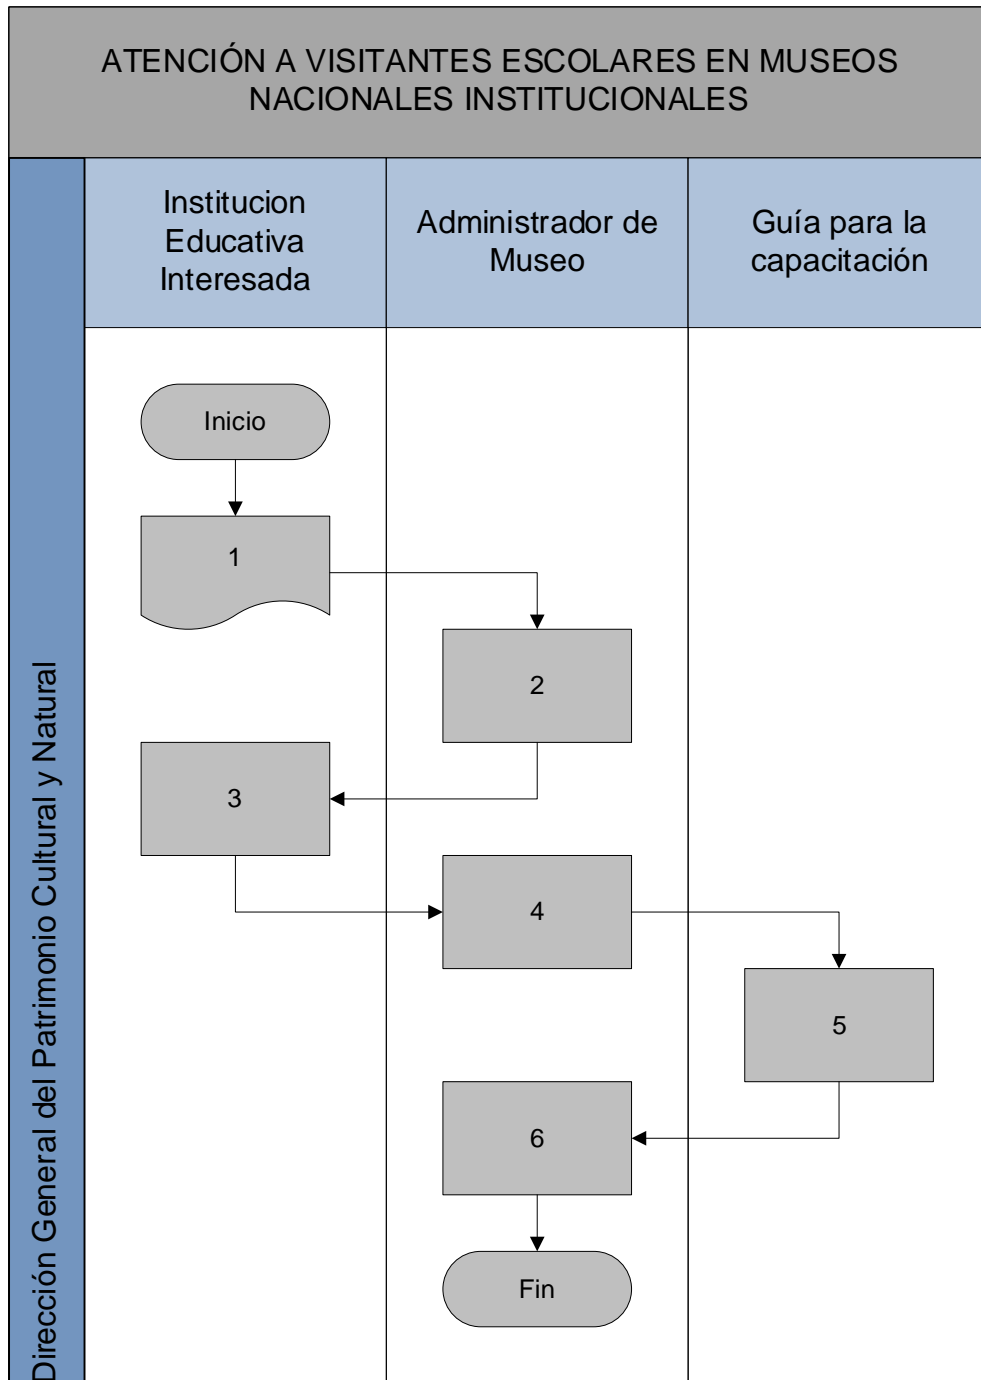 ATENCIÓN A VISITANTES ESCOLARES EN MUSEOS
NACIONALES INSTITUCIONALES
Dirección General del Patrimonio Cultural y Natural
Institucion
Educativa
Interesada
Administrador de
Museo
Guía para la
capacitación
Inicio
1
2
3
4
5
6
Fin